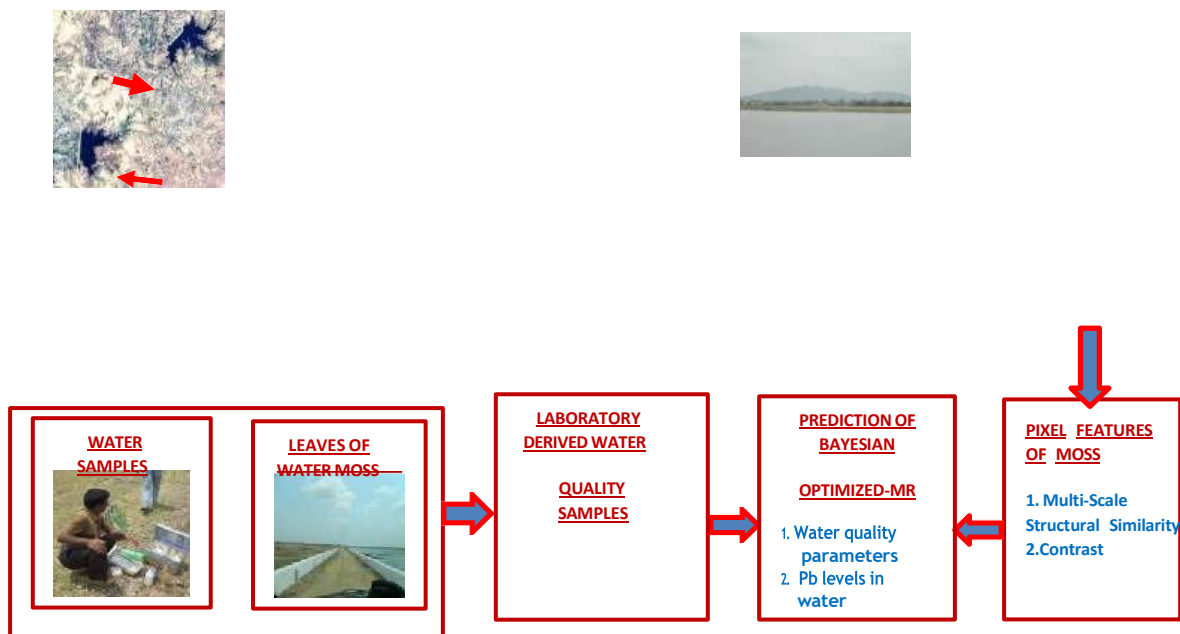 WATER
SAMPLES
LEAVES OF
WATER MOSS
LABORATORY
DERIVED WATER
QUALITY
SAMPLES
PREDICTION OF
BAYESIAN
OPTIMIZED-MR
1. Water quality
parameters
2. Pb levels in
water
PIXEL FEATURES
OF MOSS
1. Multi-Scale
Structural Similarity
2.Contrast